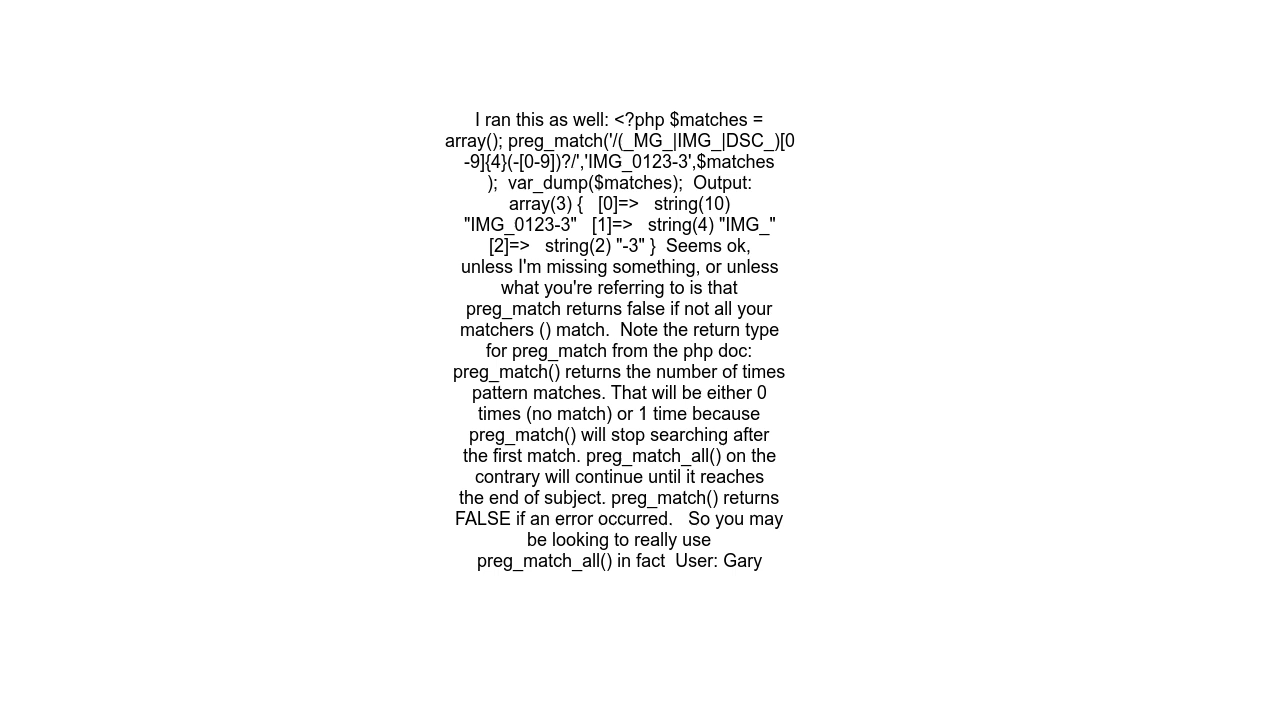 I ran this as well: <?php $matches =
array(); preg_match('/(_MG_|IMG_|DSC_)[0
-9]{4}(-[0-9])?/','IMG_0123-3',$matches
);  var_dump($matches);  Output:
array(3) {   [0]=>   string(10)
"IMG_0123-3"   [1]=>   string(4) "IMG_"
[2]=>   string(2) "-3" }  Seems ok,
unless I'm missing something, or unless
what you're referring to is that
preg_match returns false if not all your
matchers () match.  Note the return type
for preg_match from the php doc:
preg_match() returns the number of times
pattern matches. That will be either 0
times (no match) or 1 time because
preg_match() will stop searching after
the first match. preg_match_all() on the
contrary will continue until it reaches
the end of subject. preg_match() returns
FALSE if an error occurred.   So you may
be looking to really use
preg_match_all() in fact  User: Gary